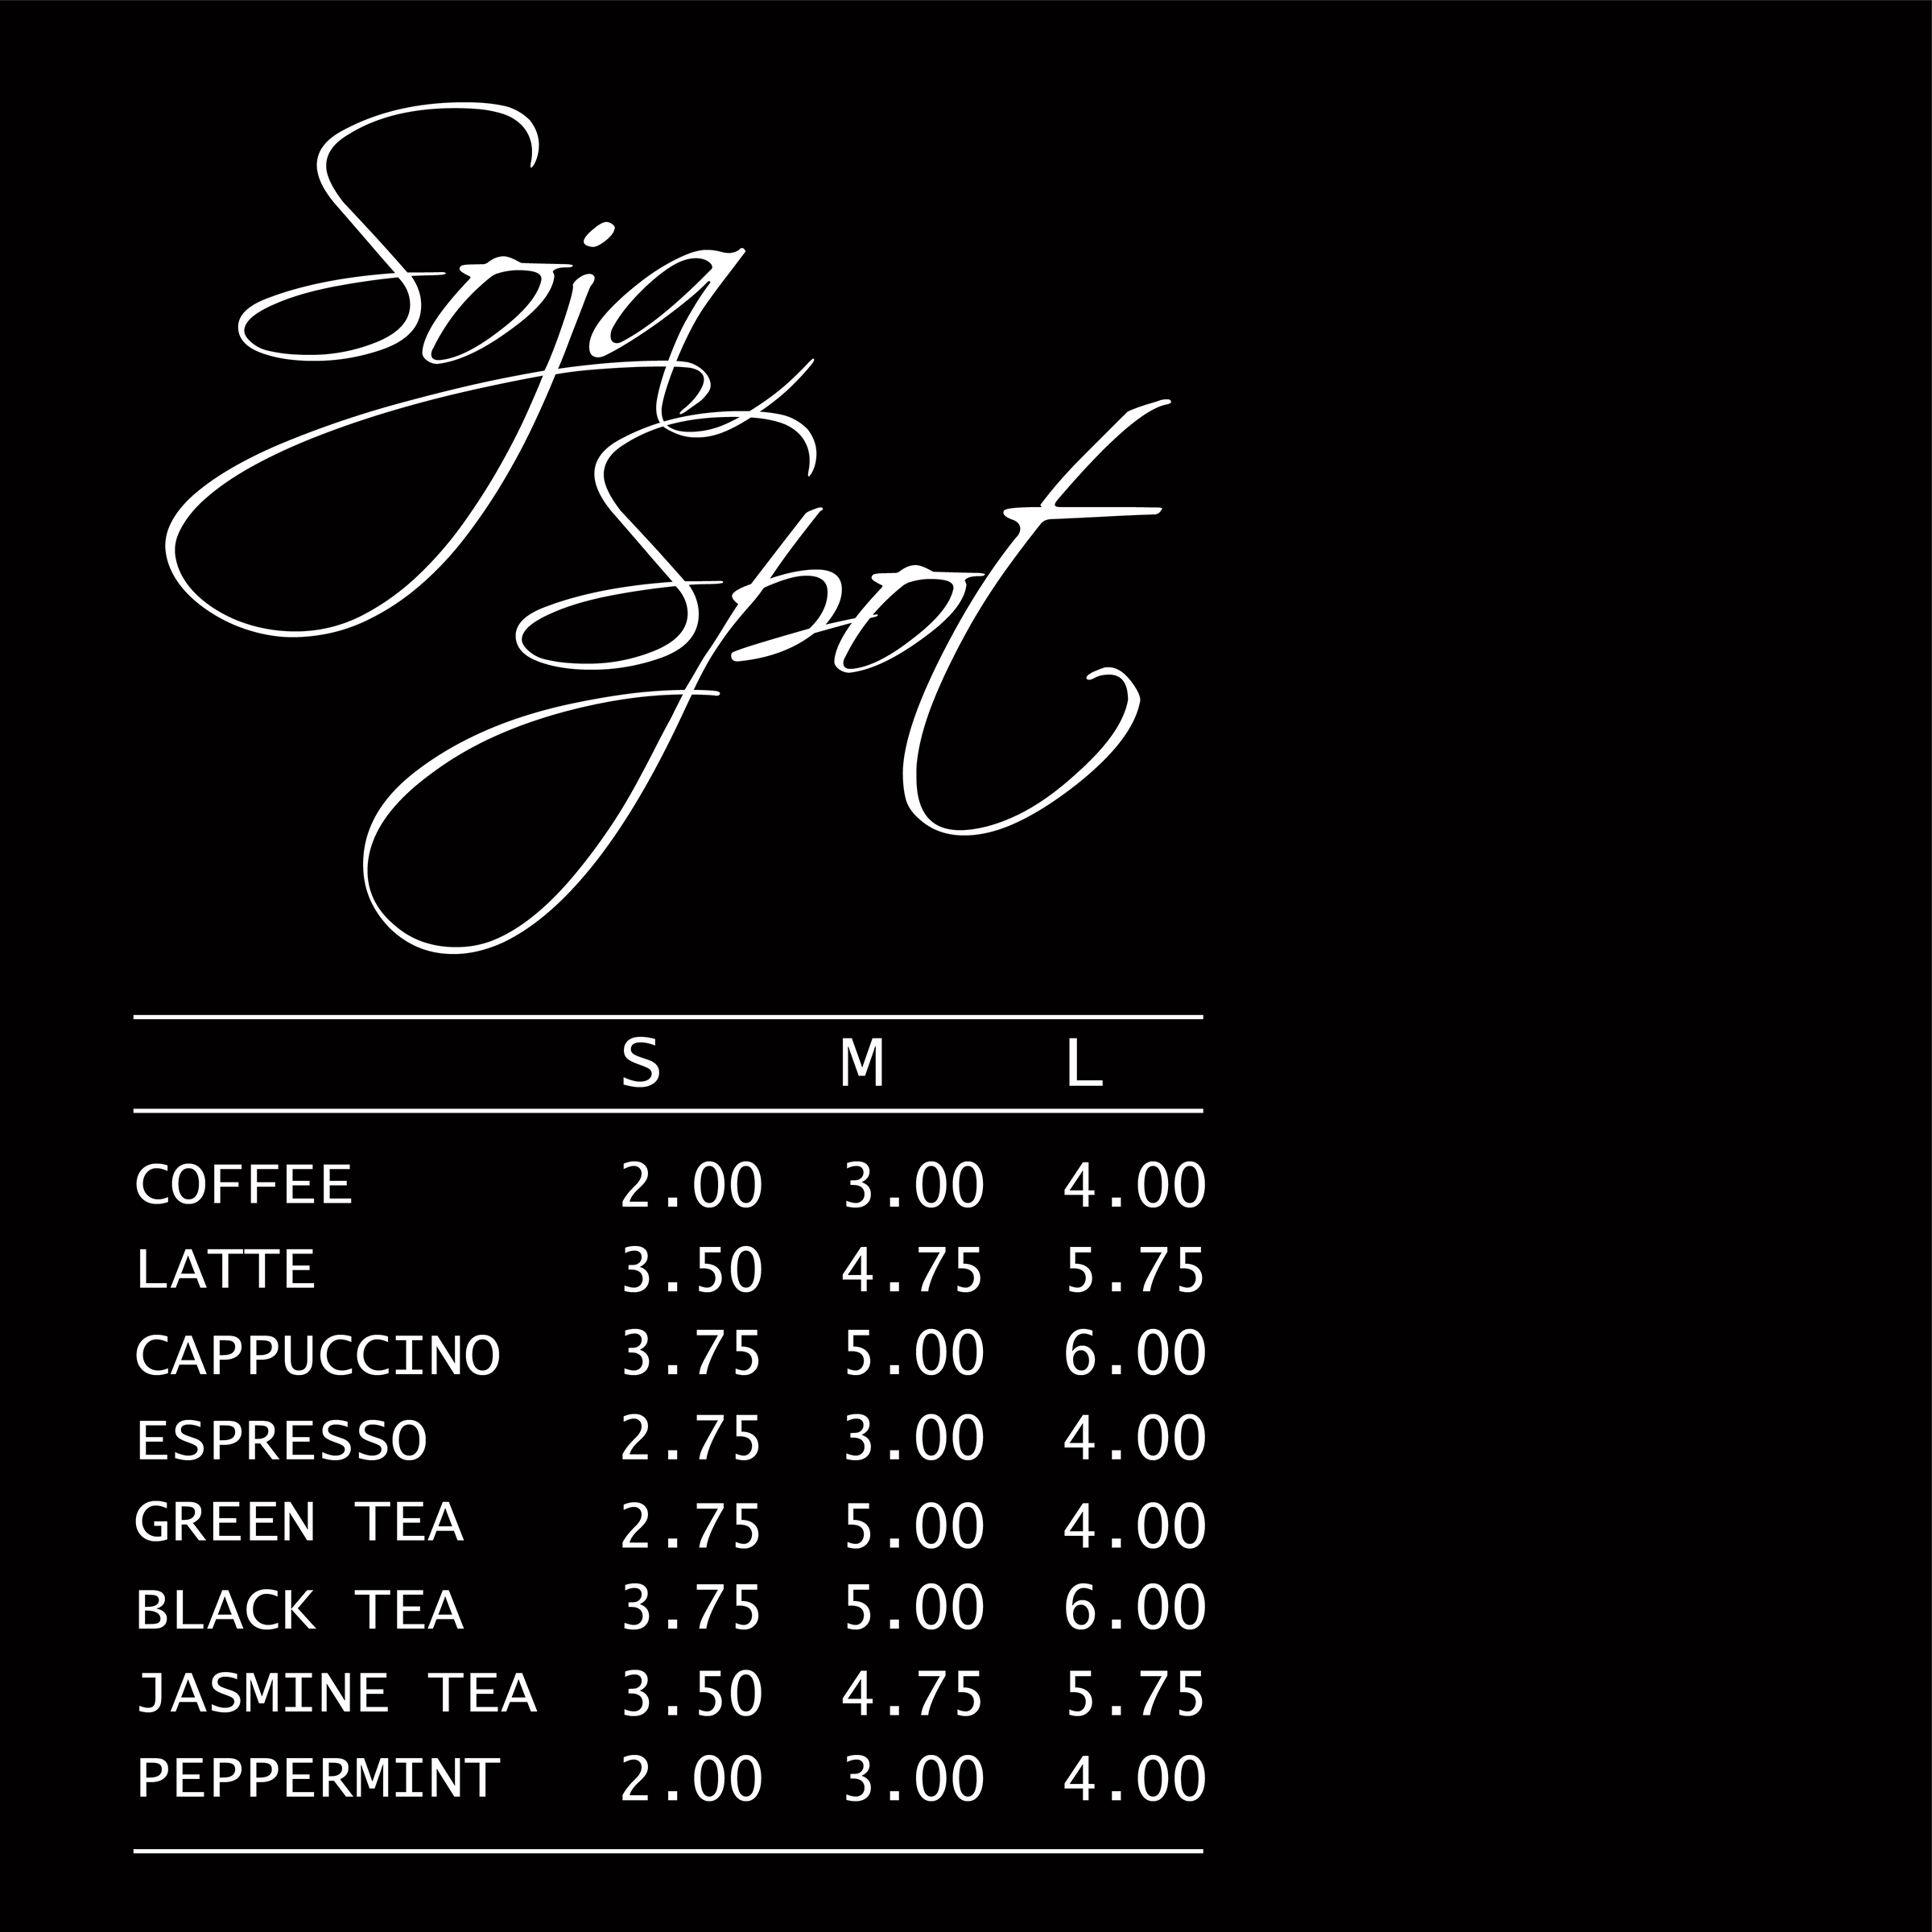 Soja
Spot
S M L
COFFEE 2.00 3.00 4.00
LATTE 3.50 4.75 5.75
CAPPUCCINO 3.75 5.00 6.00
ESPRESSO 2.75 3.00 4.00
GREEN TEA 2.75 5.00 4.00
BLACK TEA 3.75 5.00 6.00
JASMINE TEA 3.50 4.75 5.75
PEPPERMINT 2.00 3.00 4.00